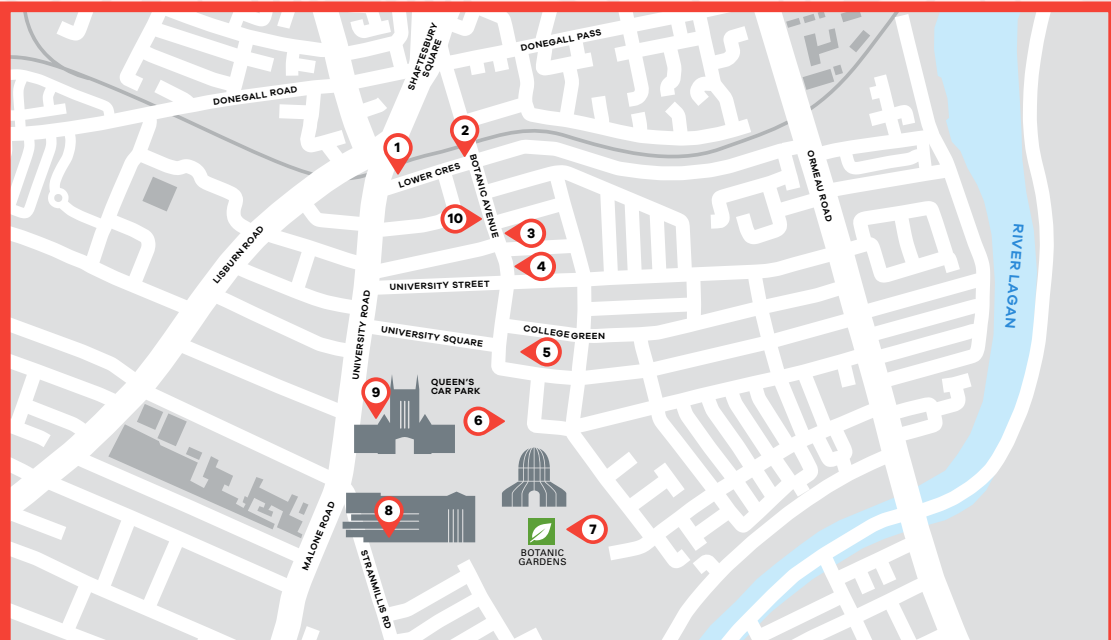 SHAFTESBURY
SQUARE
DONEGALL PASS
DONEGALL ROAD
2
1
LOWER CRES
BOTANIC AVENUE
ORMEAU ROAD
10
3
LISBURN ROAD
4
RIVER LAGAN
UNIVERSITY STREET
UNIVERSITY ROAD
UNIVERSITY SQUARE
COLLEGE GREEN
5
QUEEN'S
CAR PARK
9
6
8
7
MALONE ROAD
BOTANIC
GARDENS
STRANMILLIS RD